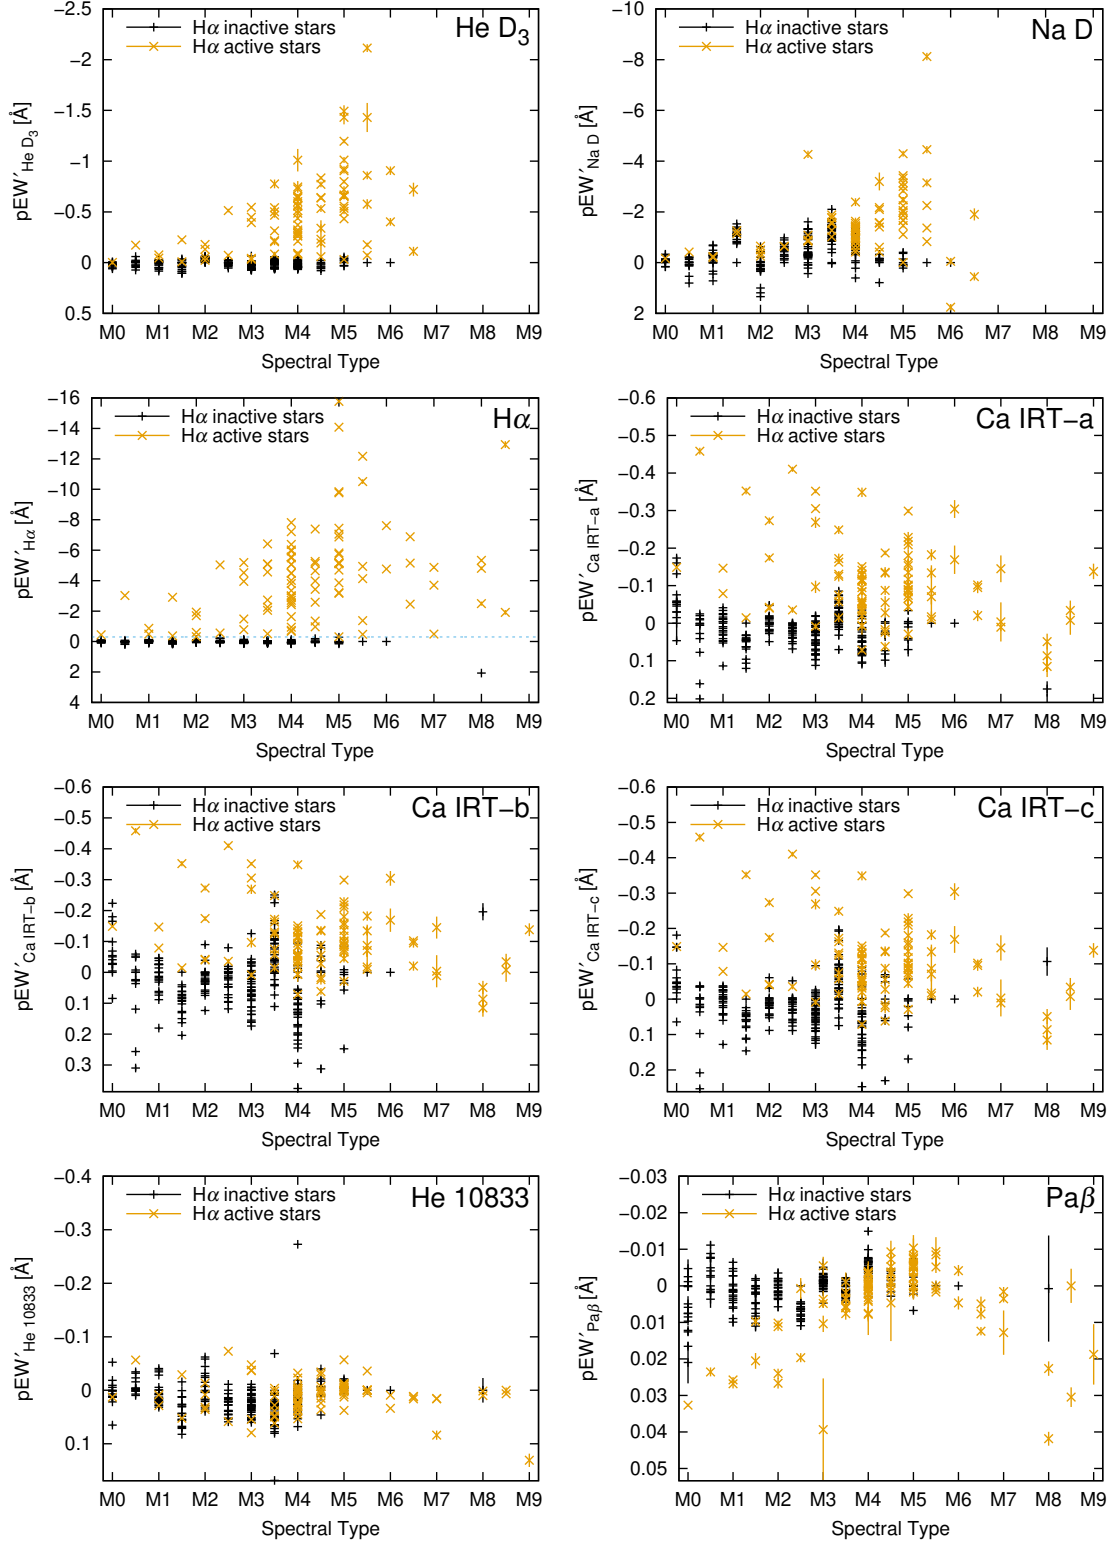 He D3
Hα inactive stars
Hα active stars
-2.5
-2
-1.5
-1
-0.5
0
0.5
pEW′He D3 [Å]
M0 M1 M2 M3 M4 M5 M6 M7 M8 M9
Spectral Type
Na D
Hα inactive stars
Hα active stars
-10
-8
-6
-4
-2
0
2
pEW′Na D [Å]
M0 M1 M2 M3 M4 M5 M6 M7 M8 M9
Spectral Type
Hα
Hα inactive stars
Hα active stars
-16
-14
-12
-10
-8
-6
-4
-2
0
2
4
pEW′Hα [Å]
M0 M1 M2 M3 M4 M5 M6 M7 M8 M9
Spectral Type
Ca IRT-a
Hα inactive stars
Hα active stars
-0.6
-0.5
-0.4
-0.3
-0.2
-0.1
0
0.1
0.2
pEW′Ca IRT-a [Å]
M0 M1 M2 M3 M4 M5 M6 M7 M8 M9
Spectral Type
Ca IRT-b
Hα inactive stars
Hα active stars
-0.6
-0.5
-0.4
-0.3
-0.2
-0.1
0
0.1
0.2
0.3
pEW′Ca IRT-b [Å]
M0 M1 M2 M3 M4 M5 M6 M7 M8 M9
Spectral Type
Ca IRT-c
Hα inactive stars
Hα active stars
-0.6
-0.5
-0.4
-0.3
-0.2
-0.1
0
0.1
0.2
pEW′Ca IRT-c [Å]
M0 M1 M2 M3 M4 M5 M6 M7 M8 M9
Spectral Type
He 10833
Hα inactive stars
Hα active stars
-0.4
-0.3
-0.2
-0.1
0
0.1
pEW′He 10833 [Å]
M0 M1 M2 M3 M4 M5 M6 M7 M8 M9
Spectral Type
Paβ
Hα inactive stars
Hα active stars
-0.03
-0.02
-0.01
0
0.01
0.02
0.03
0.04
0.05
pEW′Paβ [Å]
M0 M1 M2 M3 M4 M5 M6 M7 M8 M9
Spectral Type